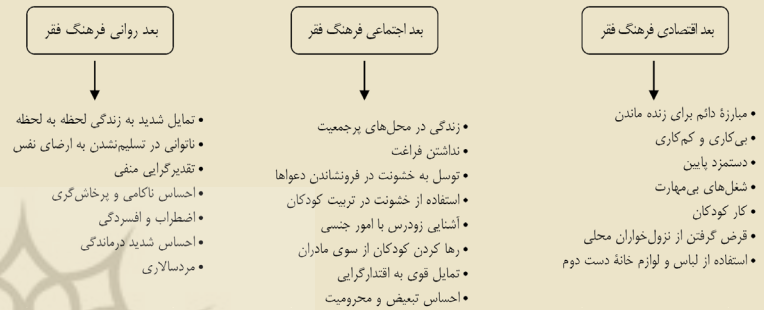 بعد اقتصادی فرهنگ فقر
• مبارزهٔ دائم برای زنده ماندن
• بی‌کاری و کم‌کاری
• دستمزد پایین
• شغل‌های بی‌مهارت
• کار کودکان
• قرض گرفتن از نزول‌خواران محلی
• استفاده از لباس و لوازم خانهٔ دست دوم
بعد اجتماعی فرهنگ فقر
• زندگی در محل‌های پرجمعیت
• نداشتن فراغت
• توسل به خشونت در فرونشاندن دعواها
• استفاده از خشونت در تربیت کودکان
• آشنایی زودرس با امور جنسی
• رها کردن کودکان از سوی مادران
• تمایل قوی به اقتدارگرایی
• احساس تبعیض و محرومیت
بعد روانی فرهنگ فقر
• تمایل شدید به زندگی لحظه به لحظه
• ناتوانی در تسلیم‌نشدن به ارضای نفس
• تقدیرگرایی منفی
• احساس ناکامی و پرخاش‌گری
• اضطراب و افسردگی
• احساس شدید درماندگی
• مردسالاری